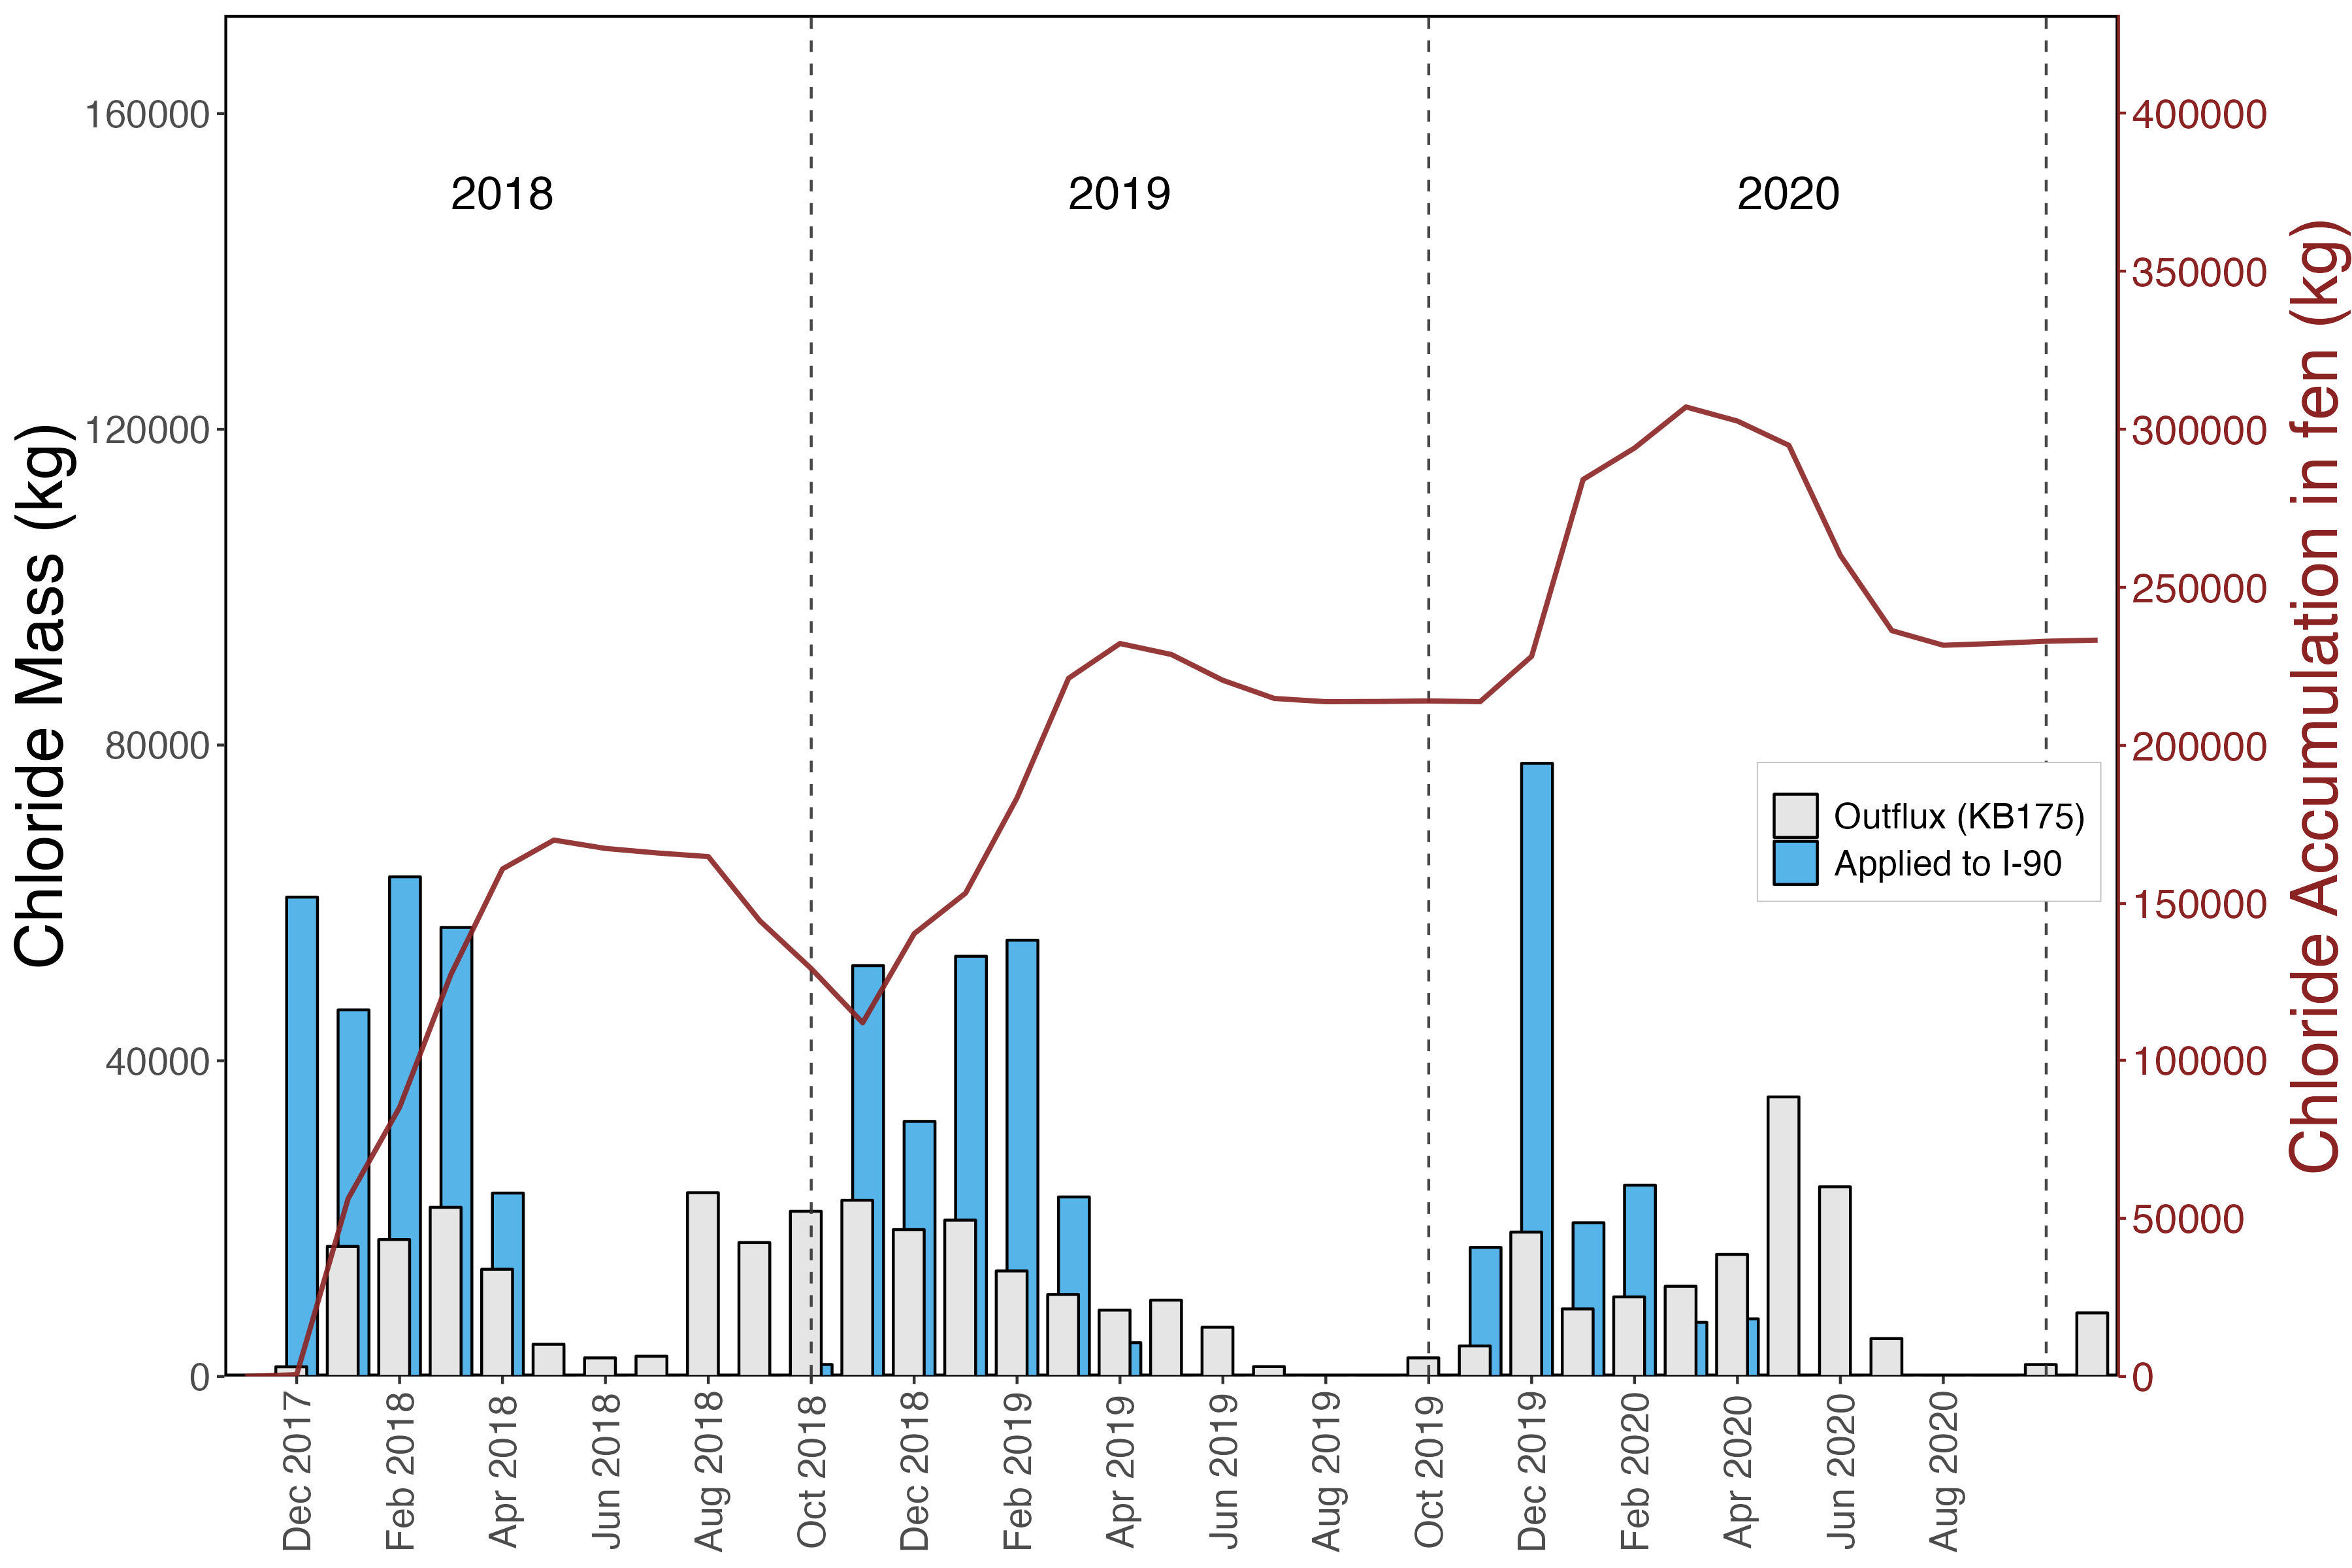 2018
2019
2020
Chloride Mass (kg)
160000
120000
80000
40000
0
Chloride Accumulation in fen (kg)
400000
350000
300000
250000
200000
150000
100000
50000
0
Outflux (KB175)
Applied to I-90
Dec 2017
Feb 2018
Apr 2018
Jun 2018
Aug 2018
Oct 2018
Dec 2018
Feb 2019
Apr 2019
Jun 2019
Aug 2019
Oct 2019
Dec 2019
Feb 2020
Apr 2020
Jun 2020
Aug 2020